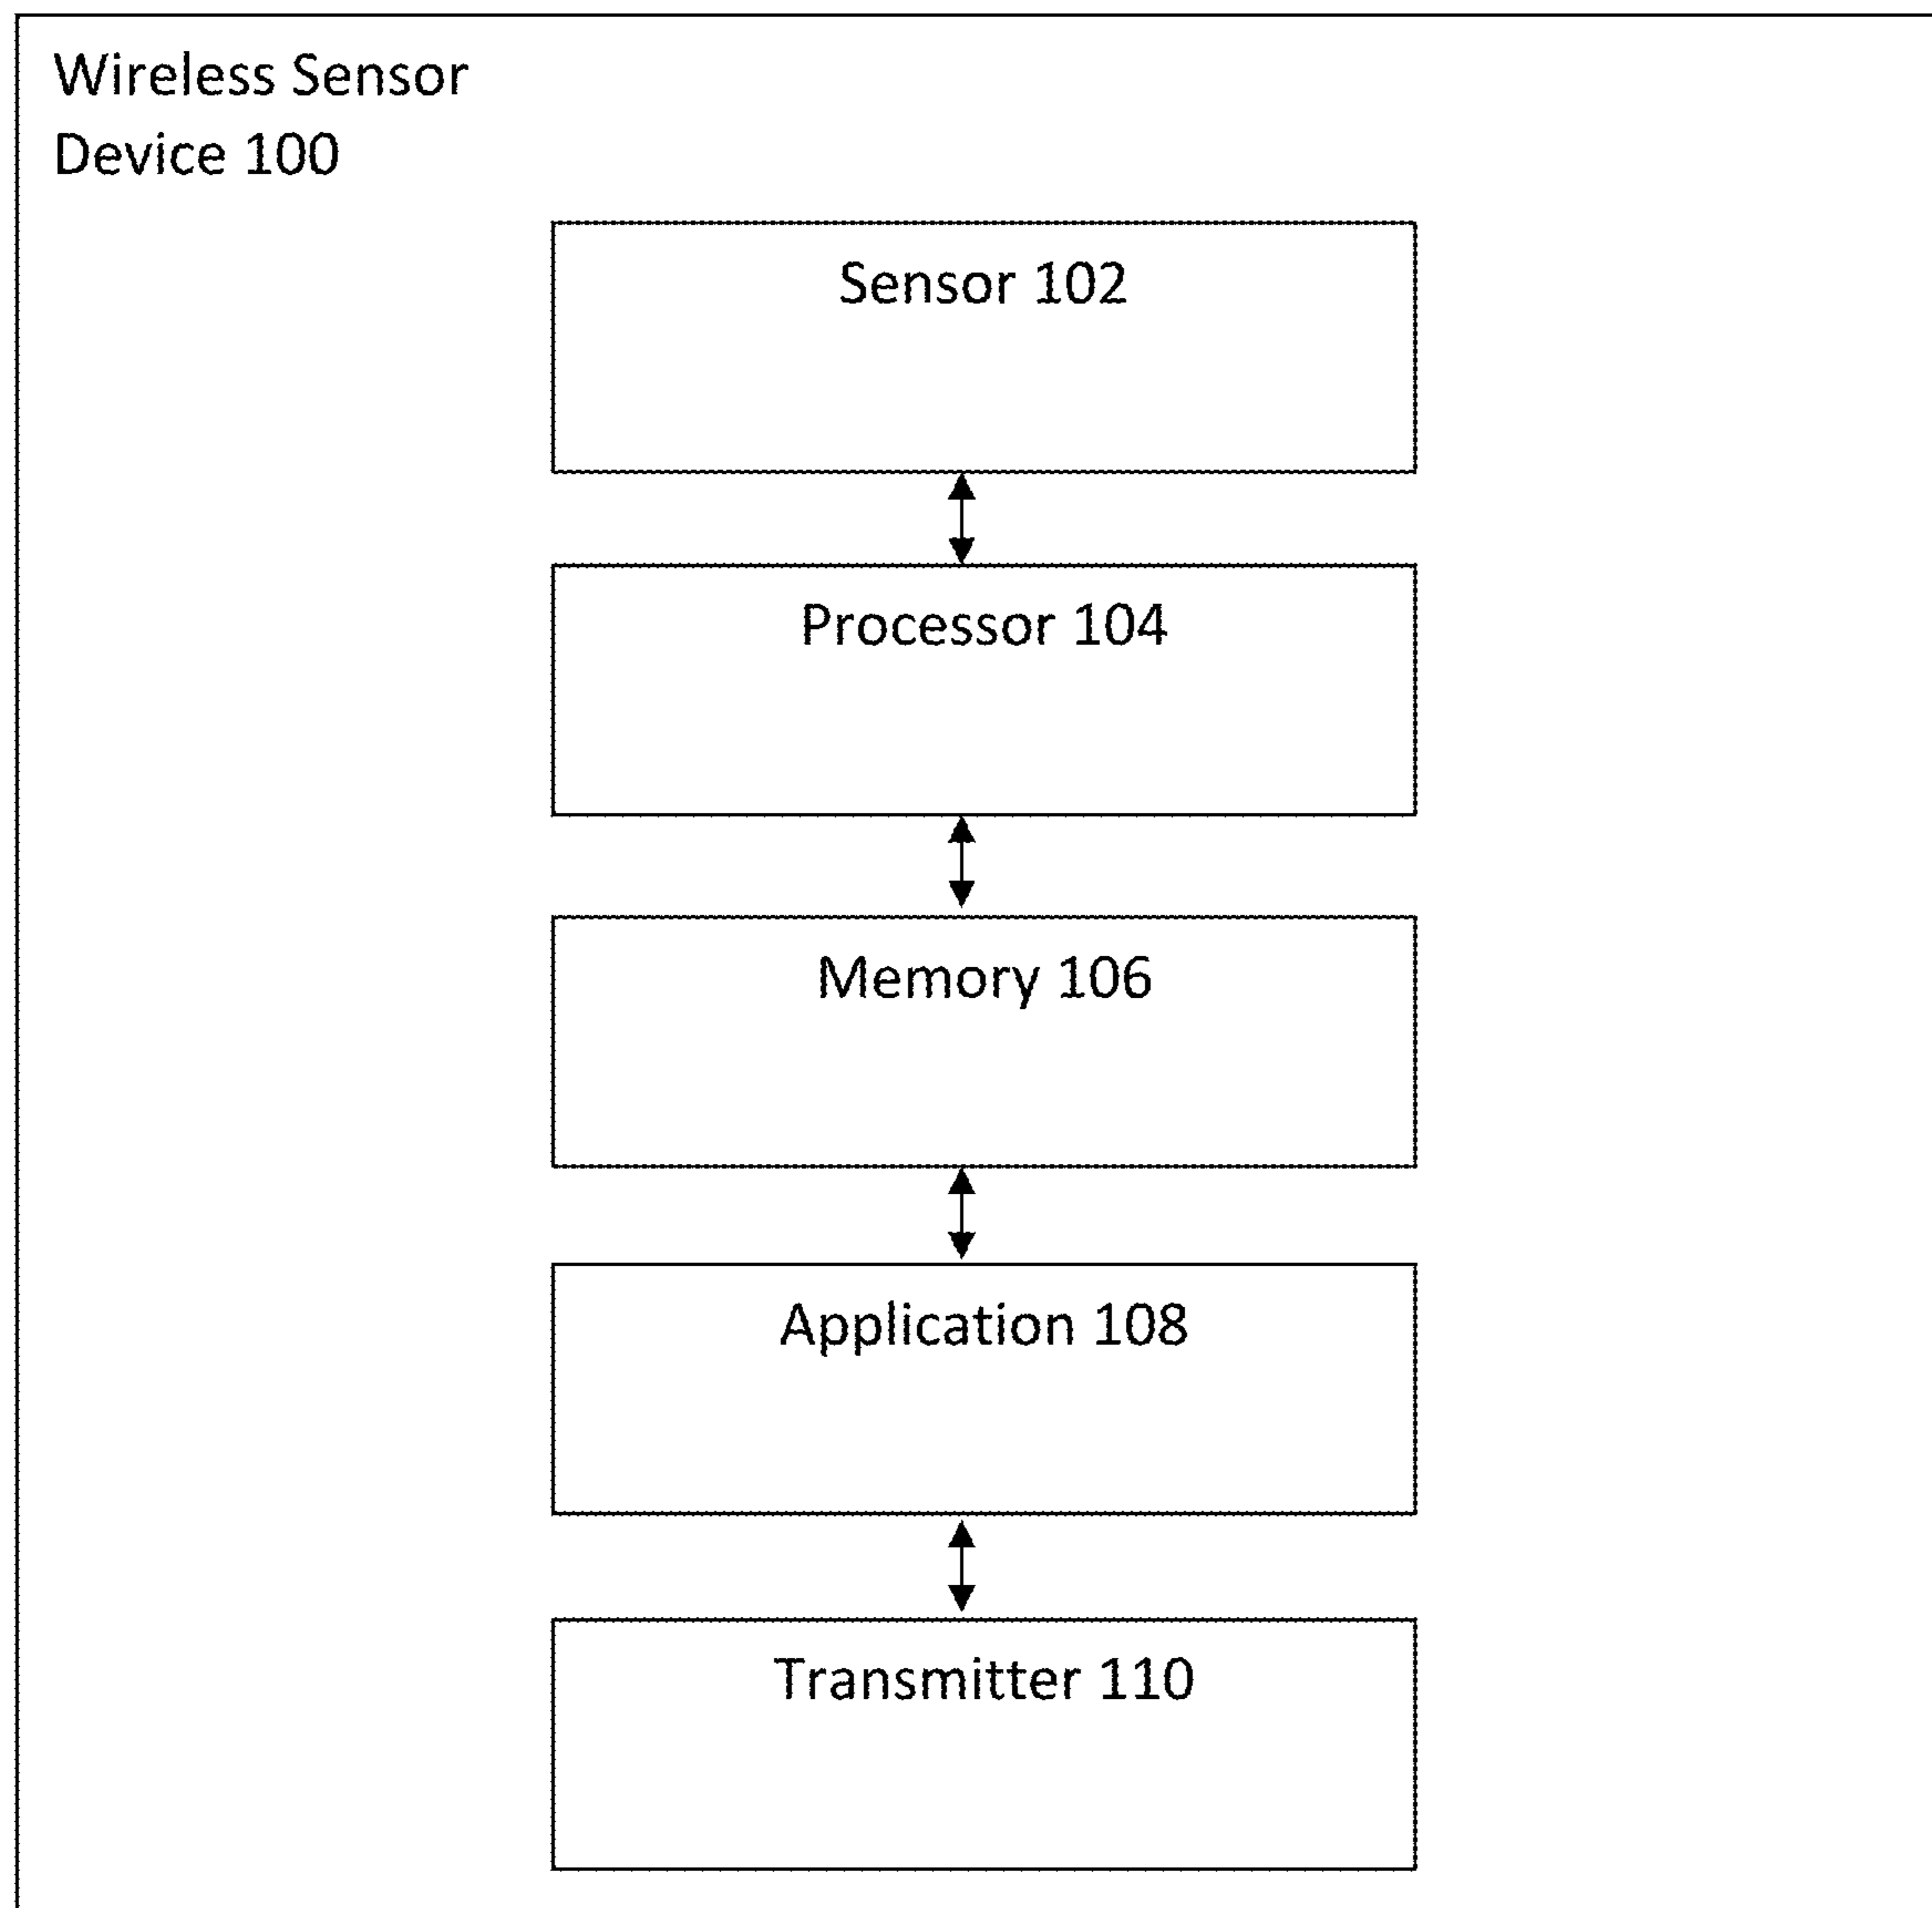 Wireless Sensor
Device 100
Sensor 102
Processor 104
Memory 106
Application 108
Transmitter 110